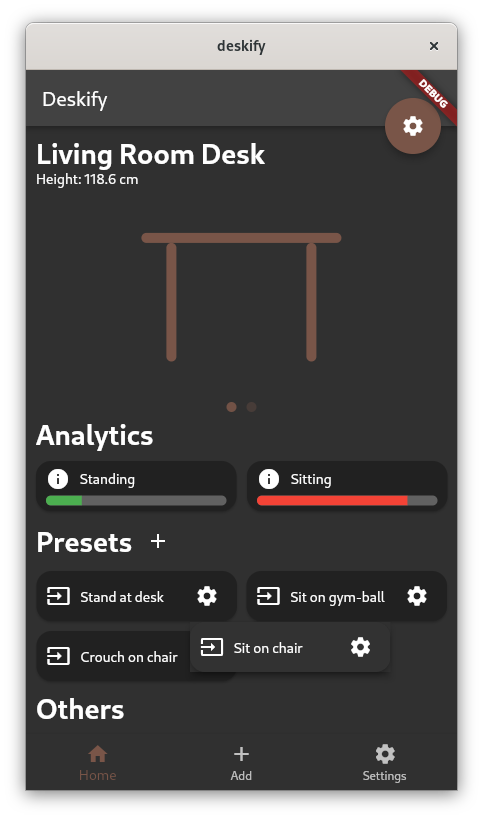 deskify
Deskify
DEBUG
Living Room Desk
Height: 118.6 cm
Analytics
Standing
Sitting
Presets
Stand at desk
Sit on gym-ball
Crouch on chair
Sit on chair
Others
Home
Add
Settings